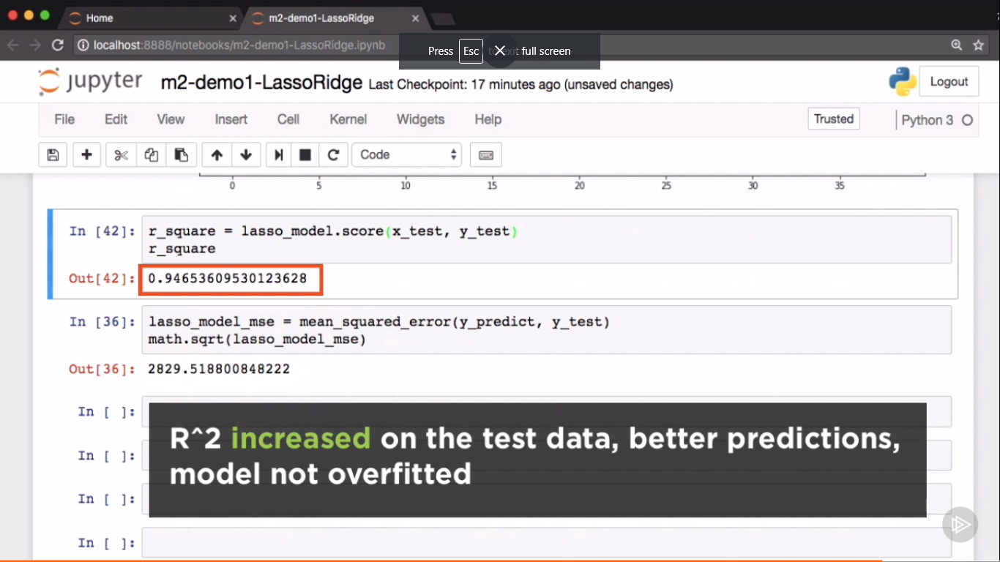 Home
m2-demo1-LassoRidge
localhost:8888/notebooks/m2-demo1-LassoRidge.ipynb
Press Esc to exit full screen
jupyter m2-demo1-LassoRidge Last Checkpoint: 17 minutes ago (unsaved changes)
Logout
File Edit View Insert Cell Kernel Widgets Help
Trusted
Python 3
Code
0 5 10 15 20 25 30 35
In [42]: r_square = lasso_model.score(x_test, y_test)
r_square
Out[42]: 0.94653609530123628
In [36]: lasso_model_mse = mean_squared_error(y_predict, y_test)
math.sqrt(lasso_model_mse)
Out[36]: 2829.518800848222
In [ ]:
R^2 increased on the test data, better predictions,
In [ ]:
model not overfitted
In [ ]:
In [ ]: